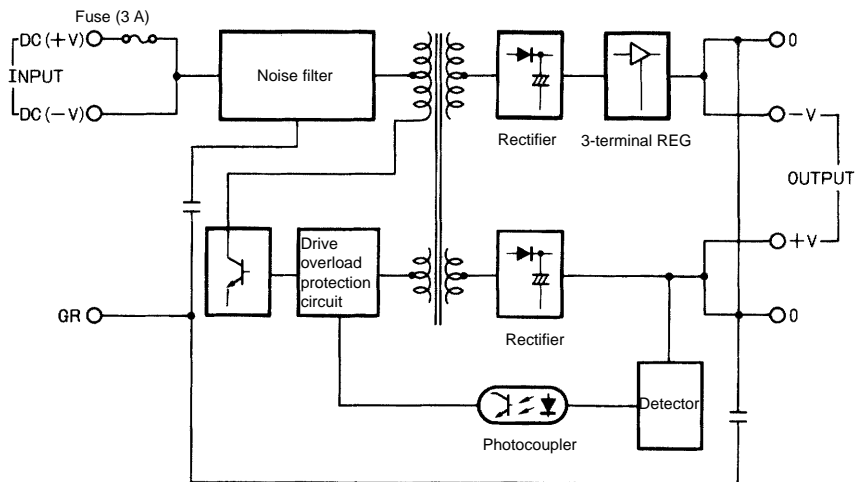 Fuse (3 A)
DC (+V)
INPUT
DC (−V)
Noise filter
Rectifier
3-terminal REG
0
−V
OUTPUT
+V
0
Drive
overload
protection
circuit
GR
Rectifier
Detector
Photocoupler